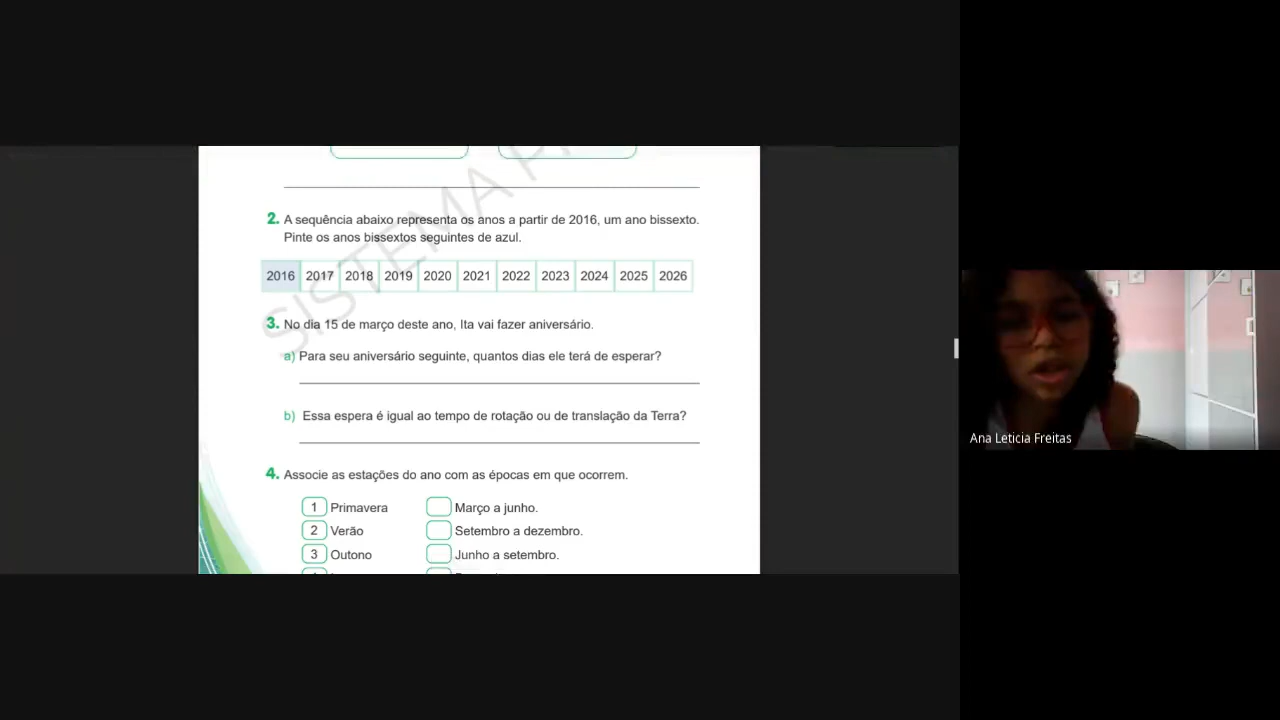 SISTEMA
2. A sequência abaixo representa os anos a partir de 2016, um ano bissexto.
Pinte os anos bissextos seguintes de azul.
2016 2017 2018 2019 2020 2021 2022 2023 2024 2025 2026
3. No dia 15 de março deste ano, Ita vai fazer aniversário.
a) Para seu aniversário seguinte, quantos dias ele terá de esperar?
b) Essa espera é igual ao tempo de rotação ou de translação da Terra?
4. Associe as estações do ano com as épocas em que ocorrem.
1 Primavera Março a junho.
2 Verão Setembro a dezembro.
3 Outono Junho a setembro.
Ana Leticia Freitas